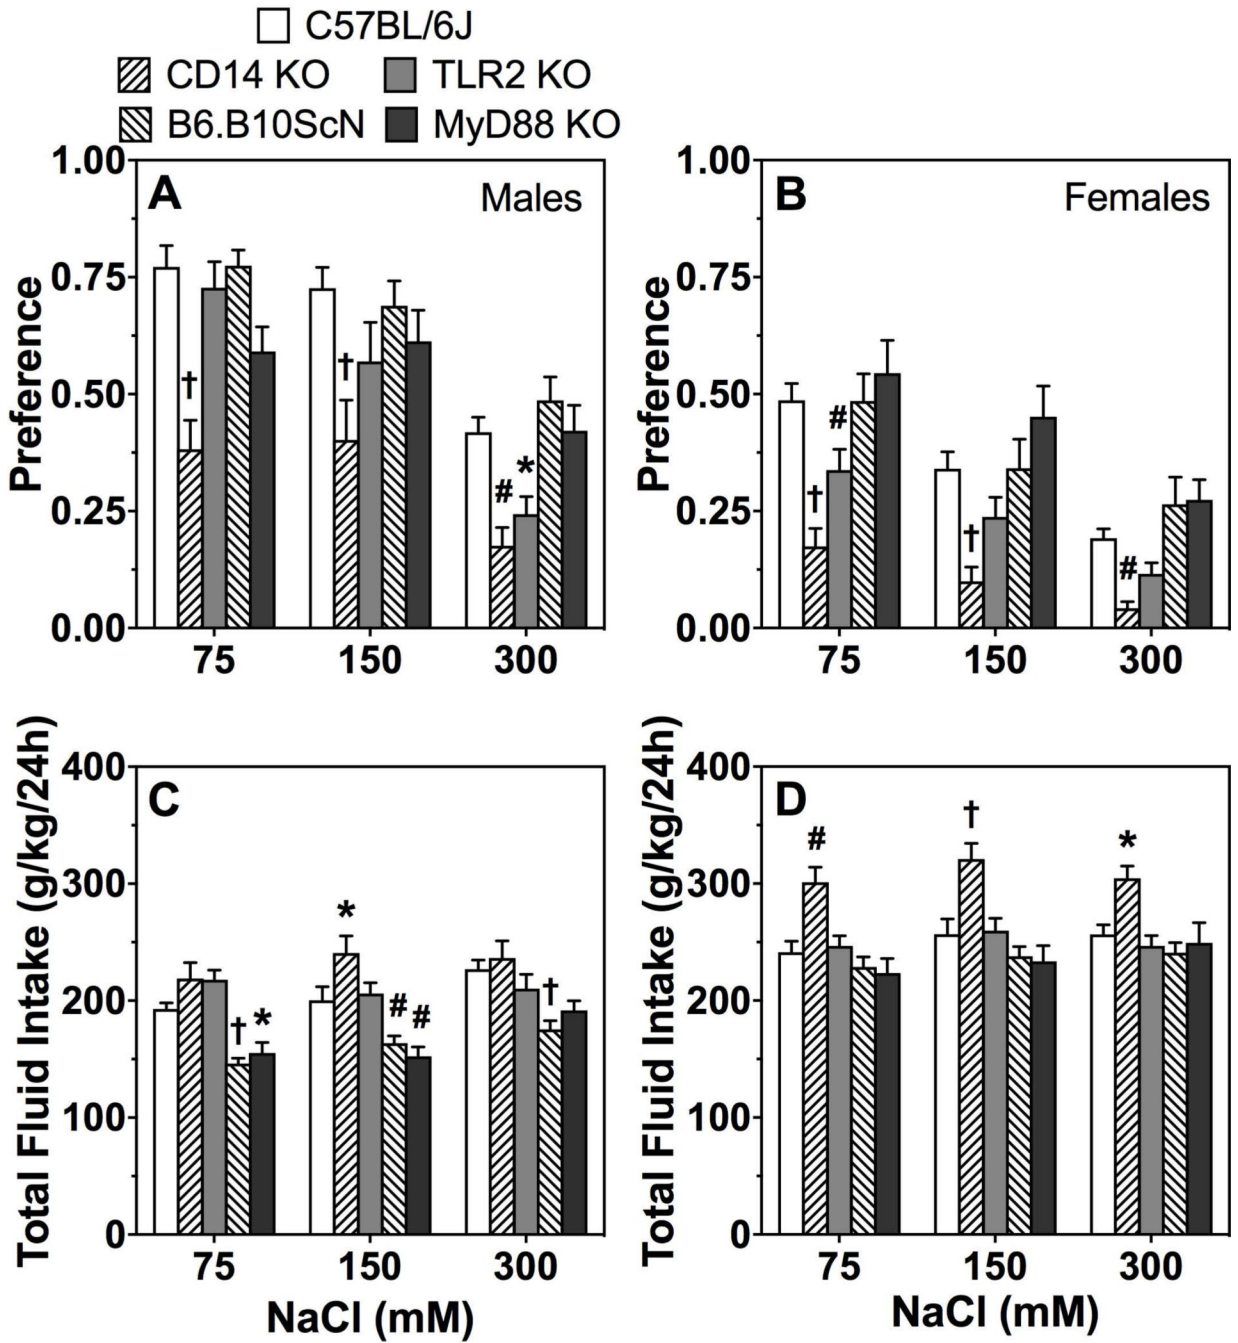 C57BL/6J
CD14 KO TLR2 KO
B6.B10ScN MyD88 KO
A Males
Preference
1.00
0.75
0.50
0.25
0.00
† † # *
75 150 300
B Females
Preference
1.00
0.75
0.50
0.25
0.00
† # † #
75 150 300
C
Total Fluid Intake (g/kg/24h)
400
300
200
100
0
† * * # # †
75 150 300
NaCl (mM)
D
Total Fluid Intake (g/kg/24h)
400
300
200
100
0
# † *
75 150 300
NaCl (mM)